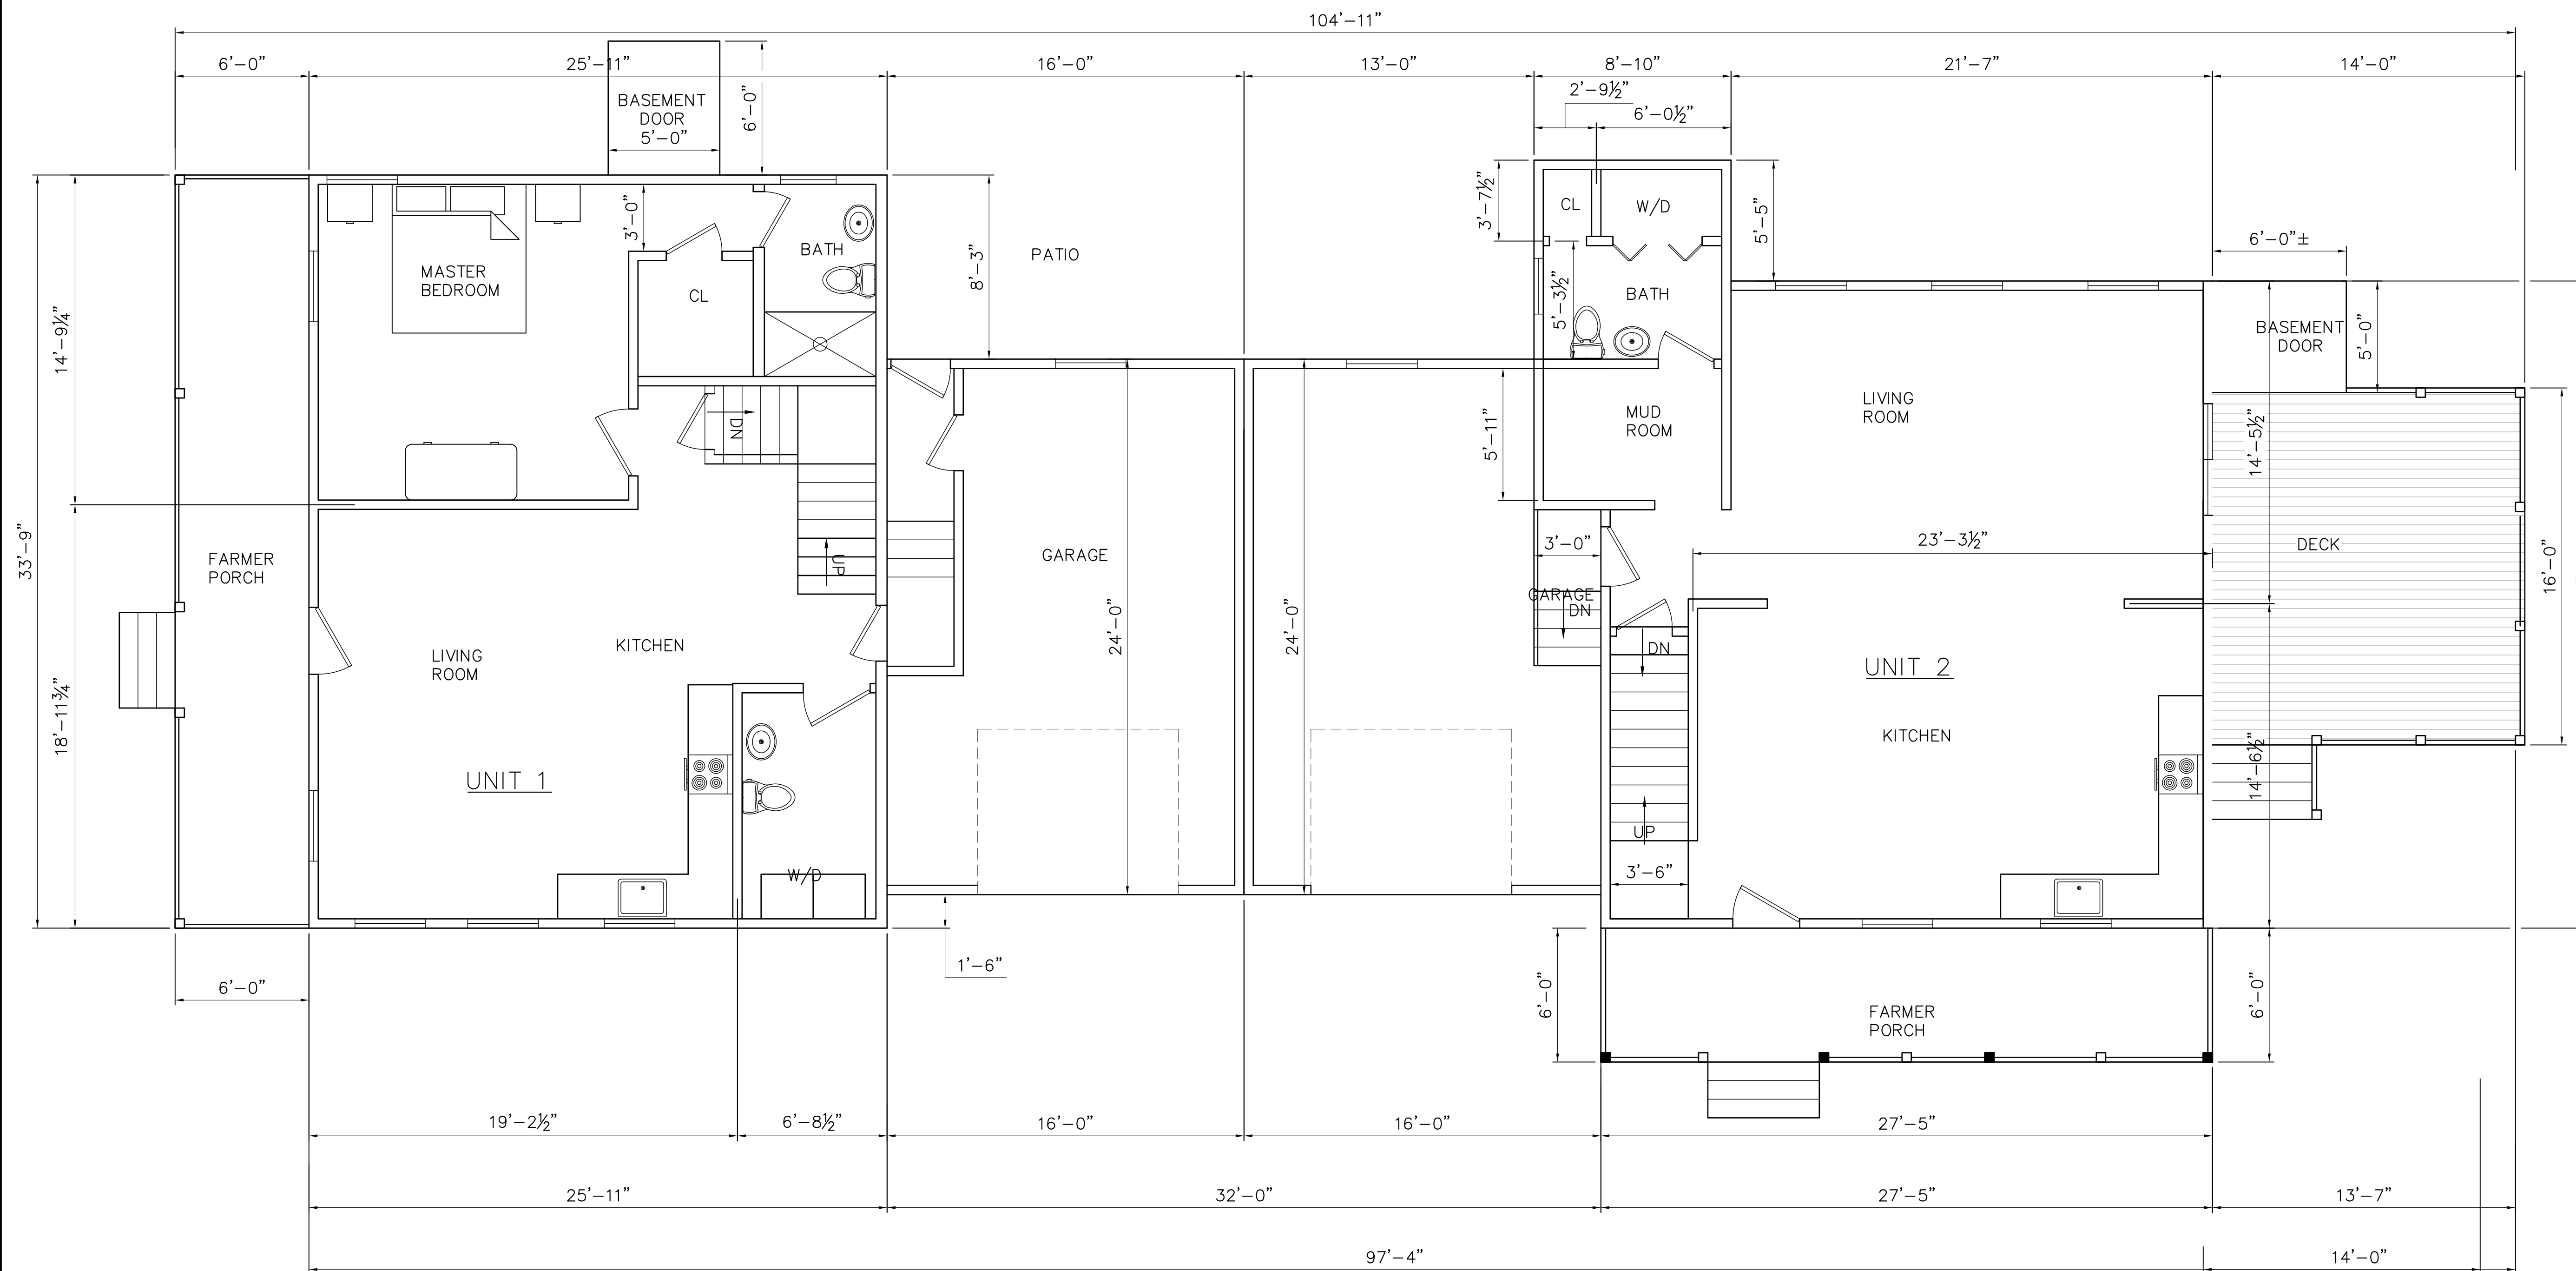 104'-11"
6'-0"
25'-11"
16'-0"
13'-0"
8'-10"
21'-7"
14'-0"
2'-9½"
6'-0½"
BASEMENT
DOOR
5'-0"
6'-0"
3'-7½"
5'-5"
CL
W/D
3'-0"
BATH
8'-3"
PATIO
6'-0"±
MASTER
BEDROOM
CL
BATH
5'-3½"
BASEMENT
DOOR
5'-0"
14'-9¼"
DN
5'-11"
MUD
ROOM
LIVING
ROOM
14'-5½"
33'-9"
FARMER
PORCH
UP
GARAGE
24'-0"
24'-0"
3'-0"
GARAGE
DN
23'-3½"
DECK
16'-0"
LIVING
ROOM
KITCHEN
DN
UNIT 2
18'-11¾"
UNIT 1
KITCHEN
14'-6½"
UP
W/D
3'-6"
1'-6"
6'-0"
6'-0"
FARMER
PORCH
6'-0"
19'-2½"
6'-8½"
16'-0"
16'-0"
27'-5"
25'-11"
32'-0"
27'-5"
13'-7"
97'-4"
14'-0"